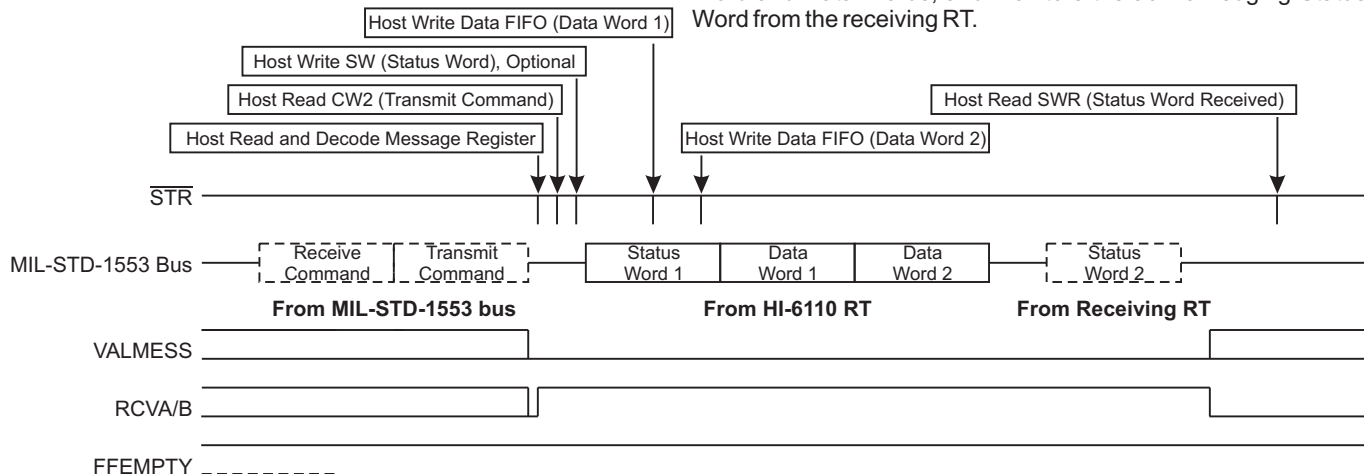 Word from the receiving RT.
Host Write Data FIFO (Data Word 1)
Host Write SW (Status Word), Optional
Host Read CW2 (Transmit Command)
Host Read SWR (Status Word Received)
Host Read and Decode Message Register
Host Write Data FIFO (Data Word 2)
STR
MIL-STD-1553 Bus
Receive
Command
Transmit
Command
Status
Word 1
Data
Word 1
Data
Word 2
Status
Word 2
From MIL-STD-1553 bus
From HI-6110 RT
From Receiving RT
VALMESS
RCVA/B
FFEMPTY